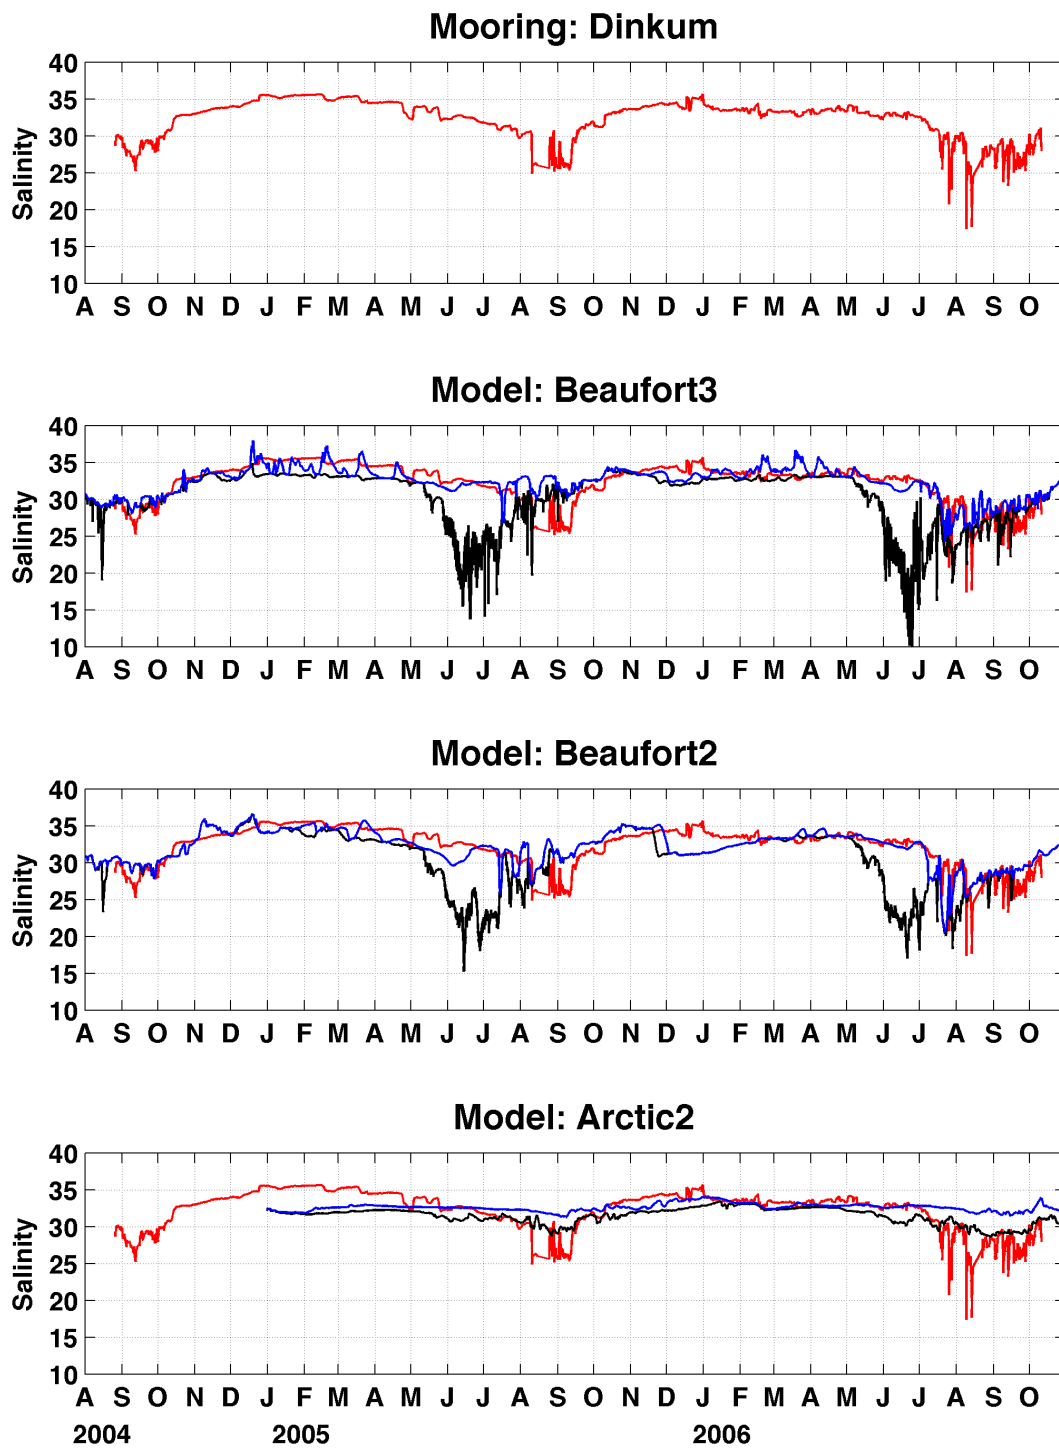 Mooring: Dinkum
40
35
30
25
20
15
10
Salinity
A S O N D J F M A M J J A S O N D J F M A M J J A S O
Model: Beaufort3
40
35
30
25
20
15
10
Salinity
A S O N D J F M A M J J A S O N D J F M A M J J A S O
Model: Beaufort2
40
35
30
25
20
15
10
Salinity
A S O N D J F M A M J J A S O N D J F M A M J J A S O
Model: Arctic2
40
35
30
25
20
15
10
Salinity
A S O N D J F M A M J J A S O N D J F M A M J J A S O
2004 2005 2006